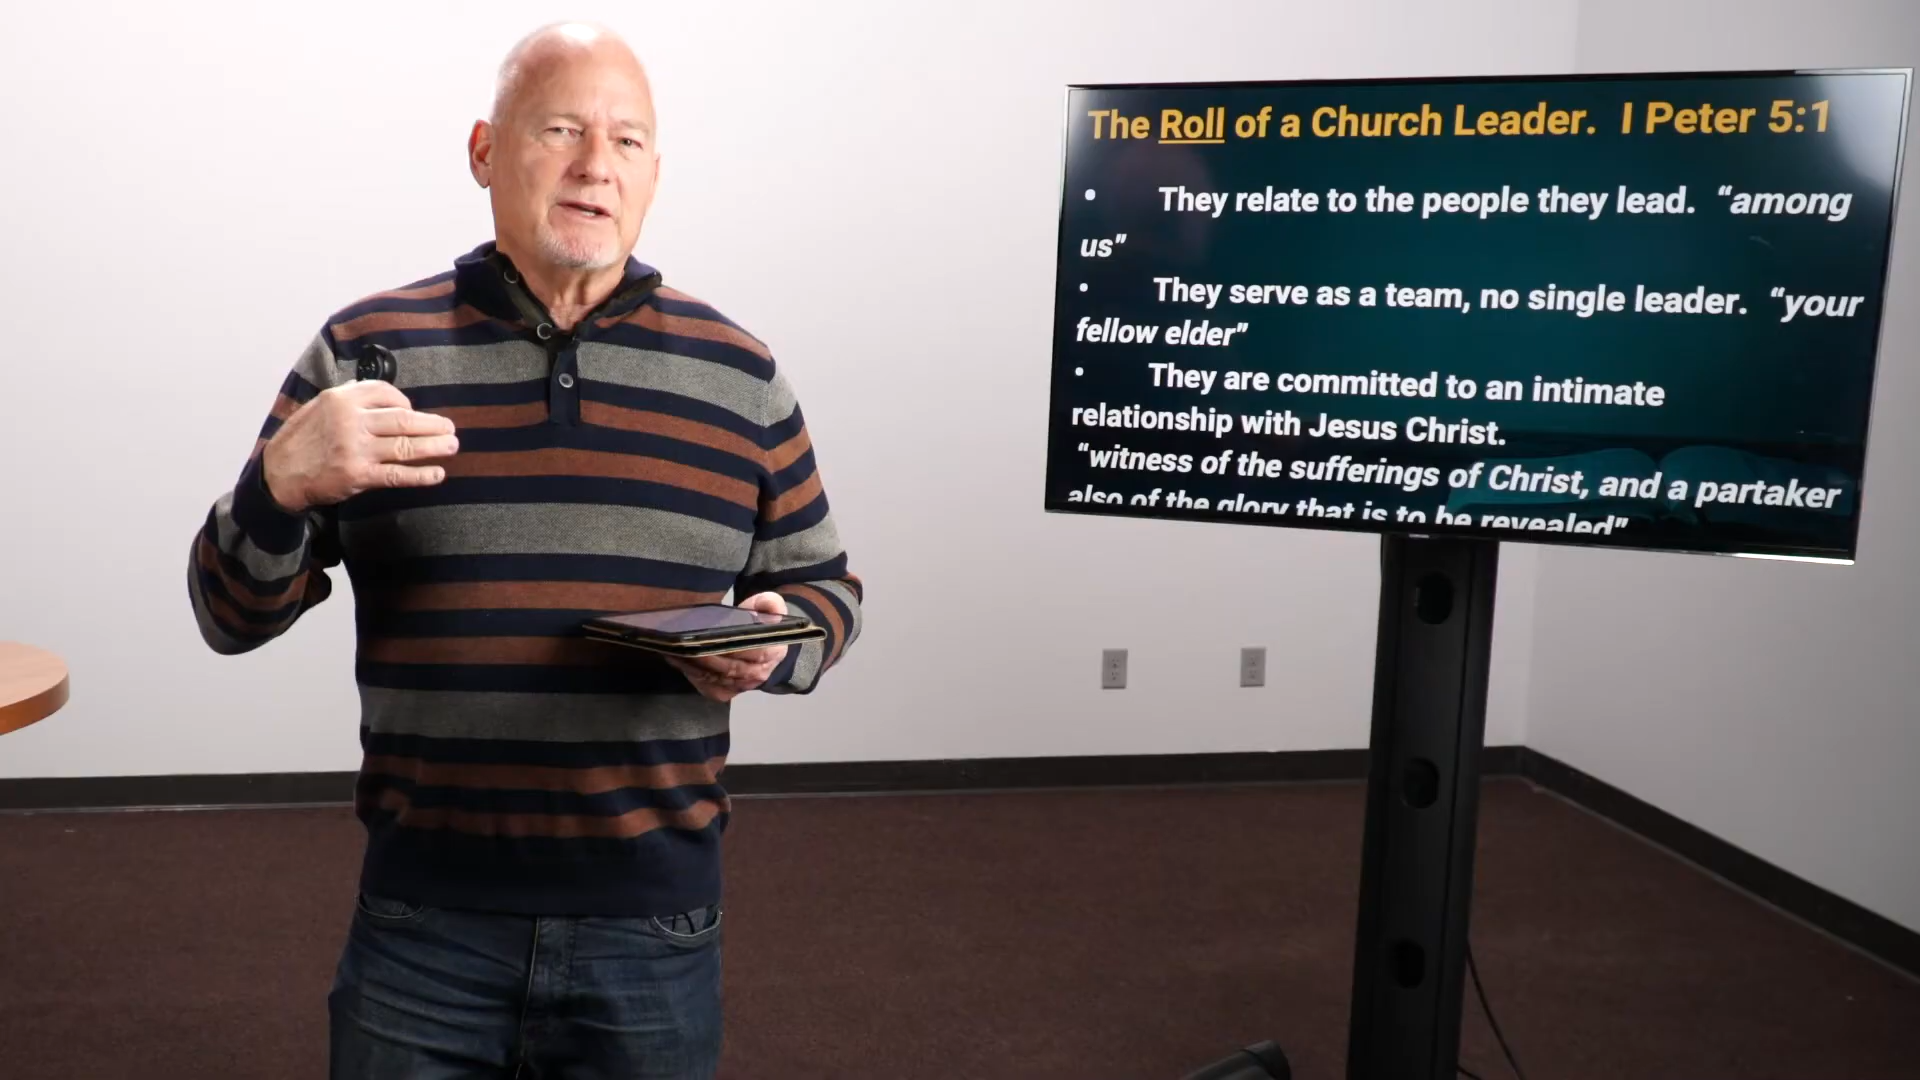 The Roll of a Church Leader. I Peter 5:1
• They relate to the people they lead. “among
us”
• They serve as a team, no single leader. “your
fellow elder”
• They are committed to an intimate
relationship with Jesus Christ.
“witness of the sufferings of Christ, and a partaker
also of the glory that is to be revealed”